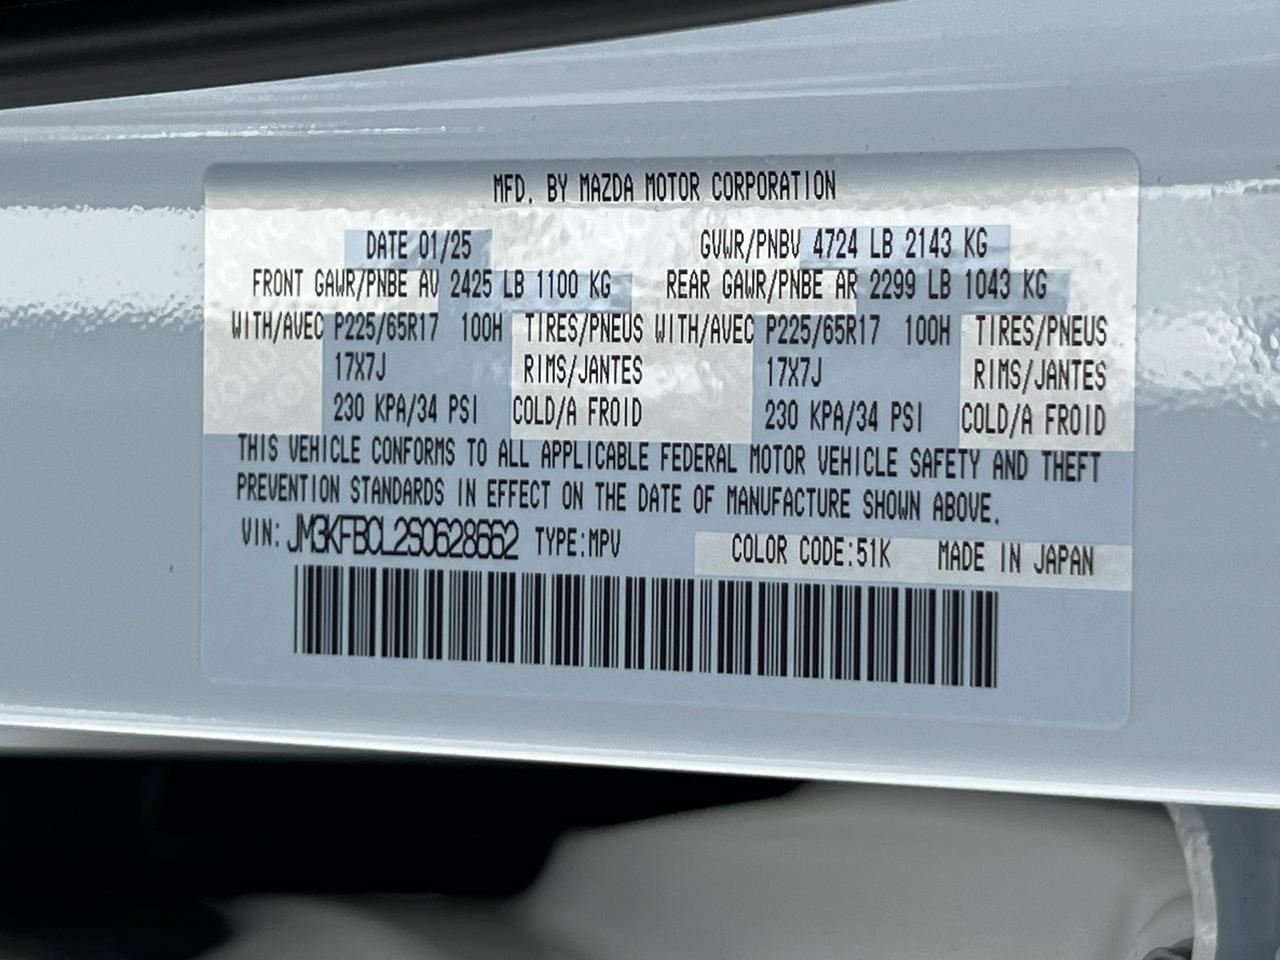 MFD. BY MAZDA MOTOR CORPORATION
DATE 01/25 GVWR/PNBV 4724 LB 2143 KG
FRONT GAWR/PNBE AV 2425 LB 1100 KG REAR GAWR/PNBE AR 2299 LB 1043 KG
WITH/AVEC P225/65R17 100H TIRES/PNEUS WITH/AVEC P225/65R17 100H TIRES/PNEUS
17X7J RIMS/JANTES 17X7J RIMS/JANTES
230 KPA/34 PSI COLD/A FROID 230 KPA/34 PSI COLD/A FROID
THIS VEHICLE CONFORMS TO ALL APPLICABLE FEDERAL MOTOR VEHICLE SAFETY AND THEFT
PREVENTION STANDARDS IN EFFECT ON THE DATE OF MANUFACTURE SHOWN ABOVE.
VIN: JM3KFBCL2S0628662 TYPE:MPV COLOR CODE:51K MADE IN JAPAN